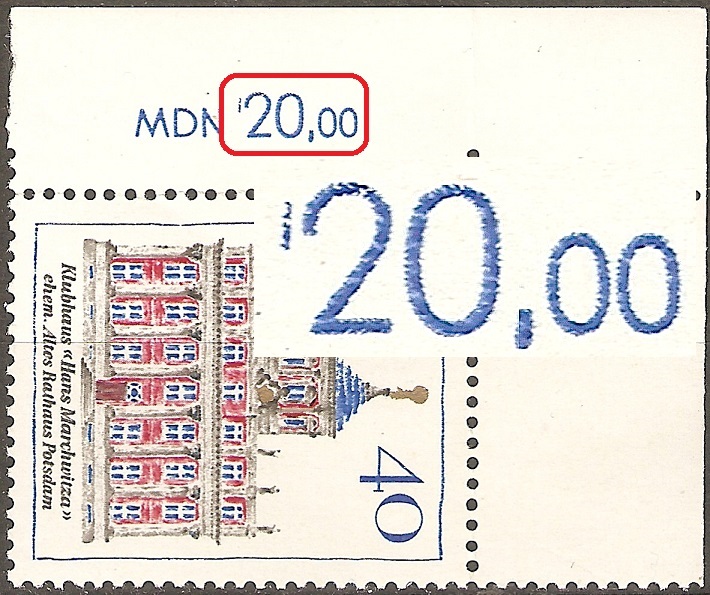 MDN 20,00
20,00
Klubhaus «Hans Marchwitza»
ehem. Altes Rathaus Potsdam
40